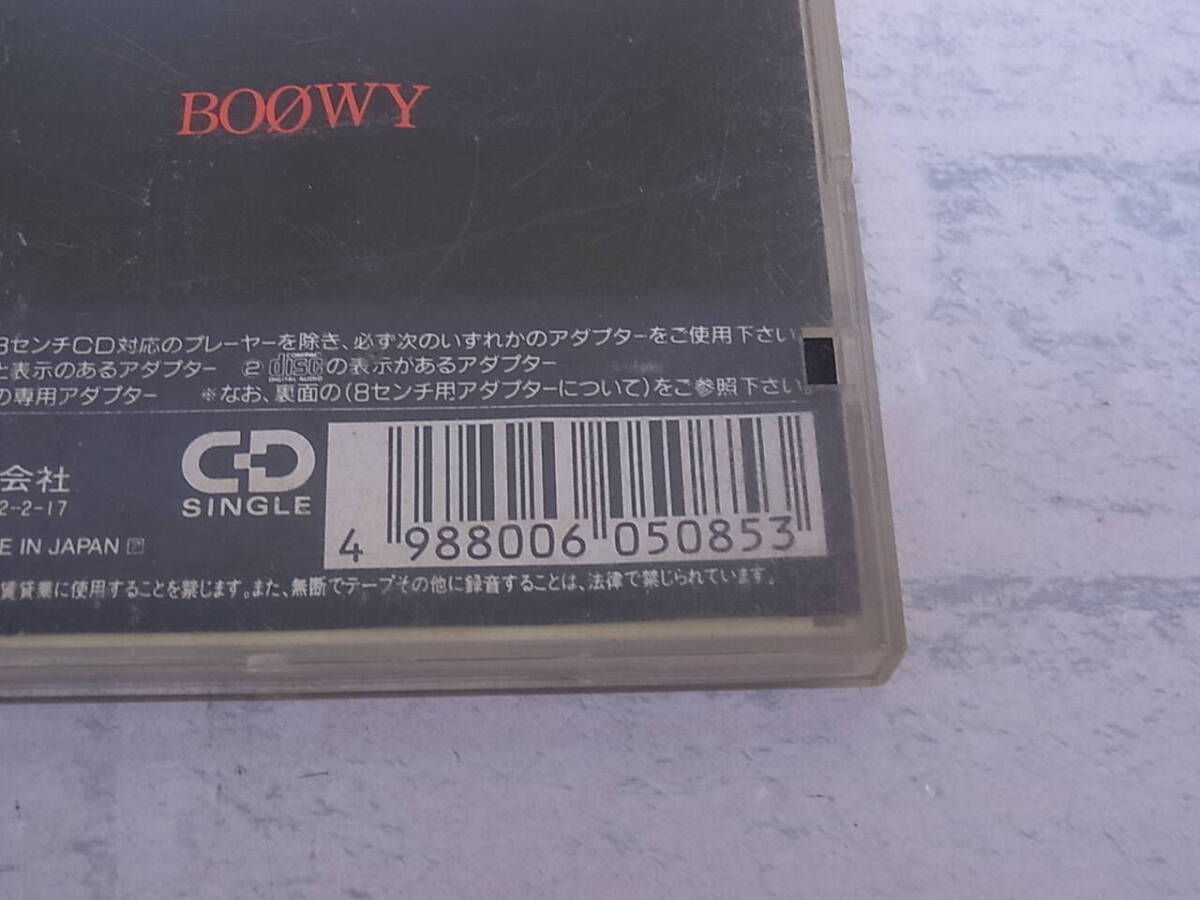 BOØWY
8センチCD対応のプレーヤーを除き、必ず次のいずれかのアダプターをご使用下さい
と表示のあるアダプター ②COMPACT disc DIGITAL AUDIOの表示があるアダプター
の専用アダプター ※なお、裏面の(8センチ用アダプターについて)をご参照下さい。
会社
2-2-17
E IN JAPAN
CD
SINGLE
4 988006 050853
賃貸業に使用することを禁じます。また、無断でテープその他に録音することは、法律で禁じられています。